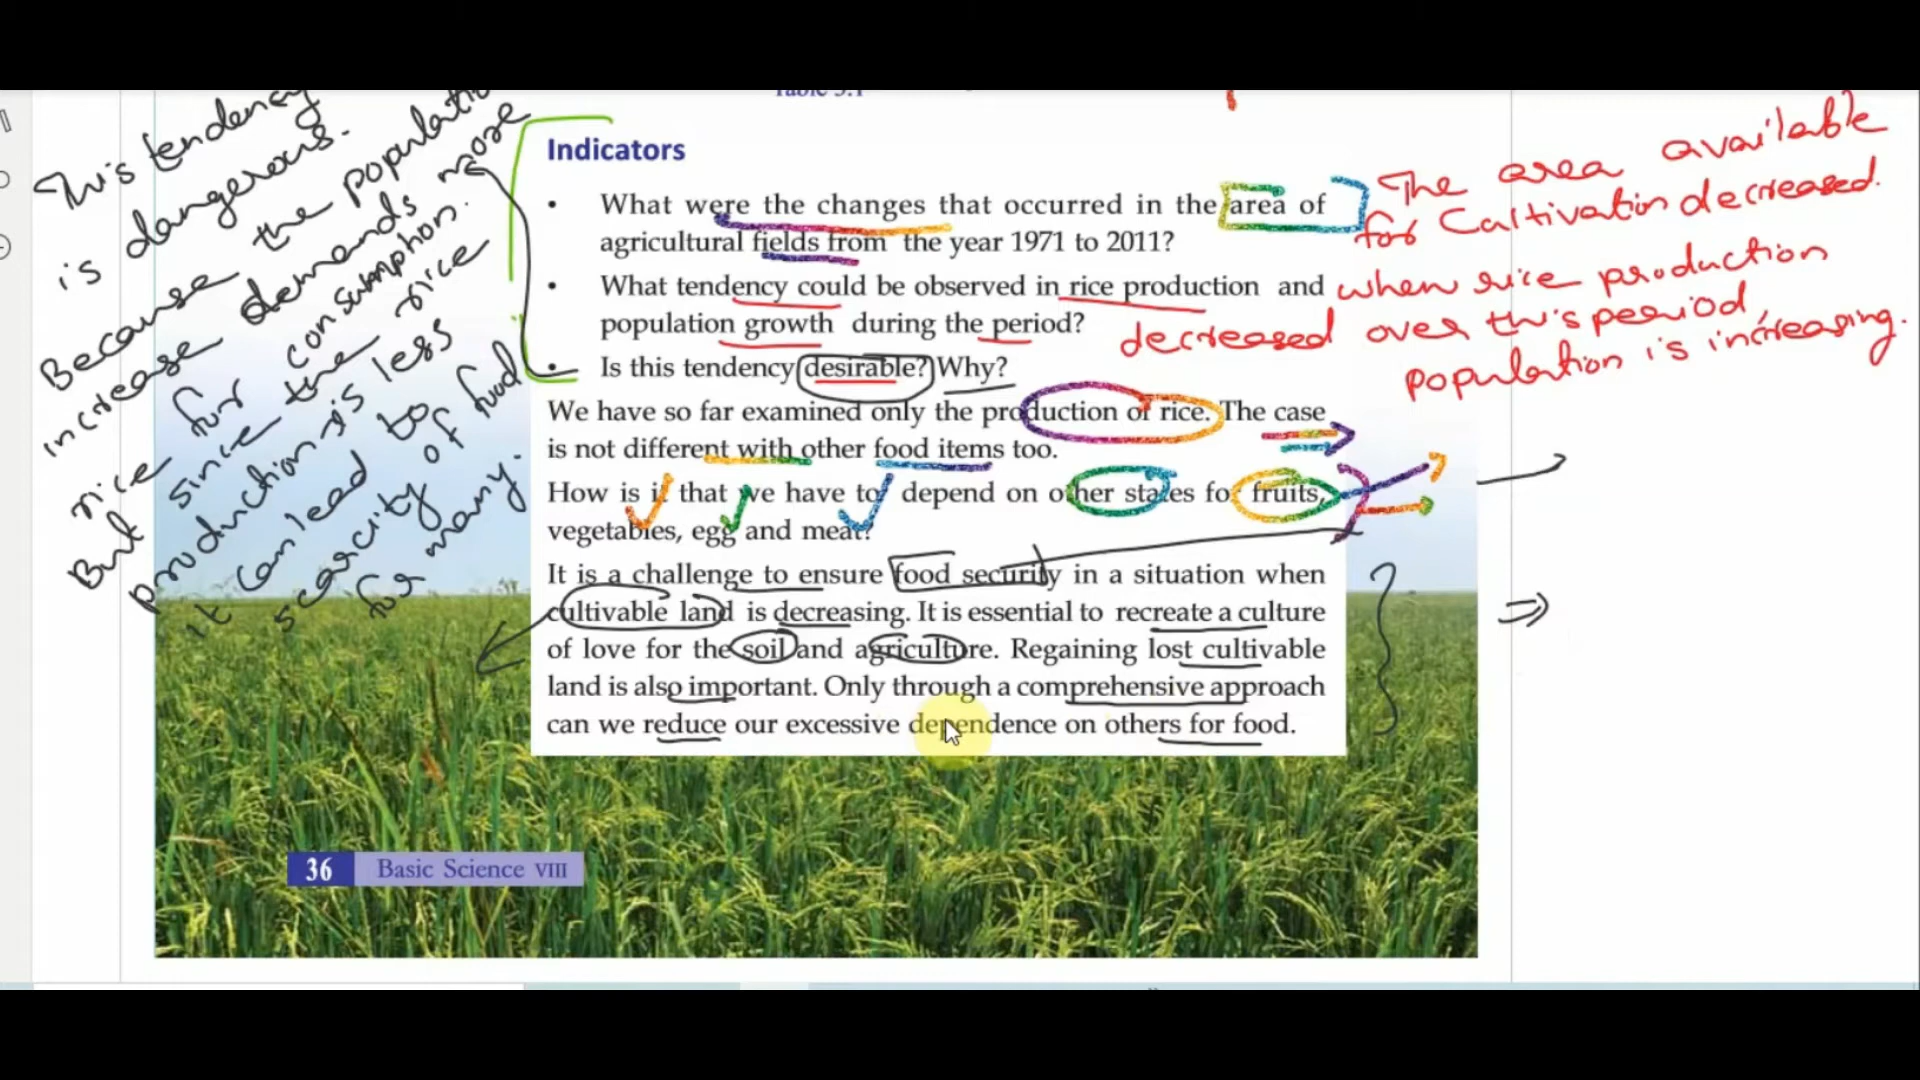 Table 3.1
Indicators
• What were the changes that occurred in the area of
agricultural fields from the year 1971 to 2011?
• What tendency could be observed in rice production and
population growth during the period?
• Is this tendency desirable? Why?
We have so far examined only the production of rice. The case
is not different with other food items too.
How is it that we have to depend on other states for fruits,
vegetables, egg and meat?
It is a challenge to ensure food security in a situation when
cultivable land is decreasing. It is essential to recreate a culture
of love for the soil and agriculture. Regaining lost cultivable
land is also important. Only through a comprehensive approach
can we reduce our excessive dependence on others for food.
36 Basic Science VIII
This tendency
is dangerous.
Because the population
increase demands more
rice for consumption.
But since the rice
production is less
it can lead to
scarcity of food
for many.
The area available
for Cultivation decreased.
when rice production
decreased over this period,
population is increasing.